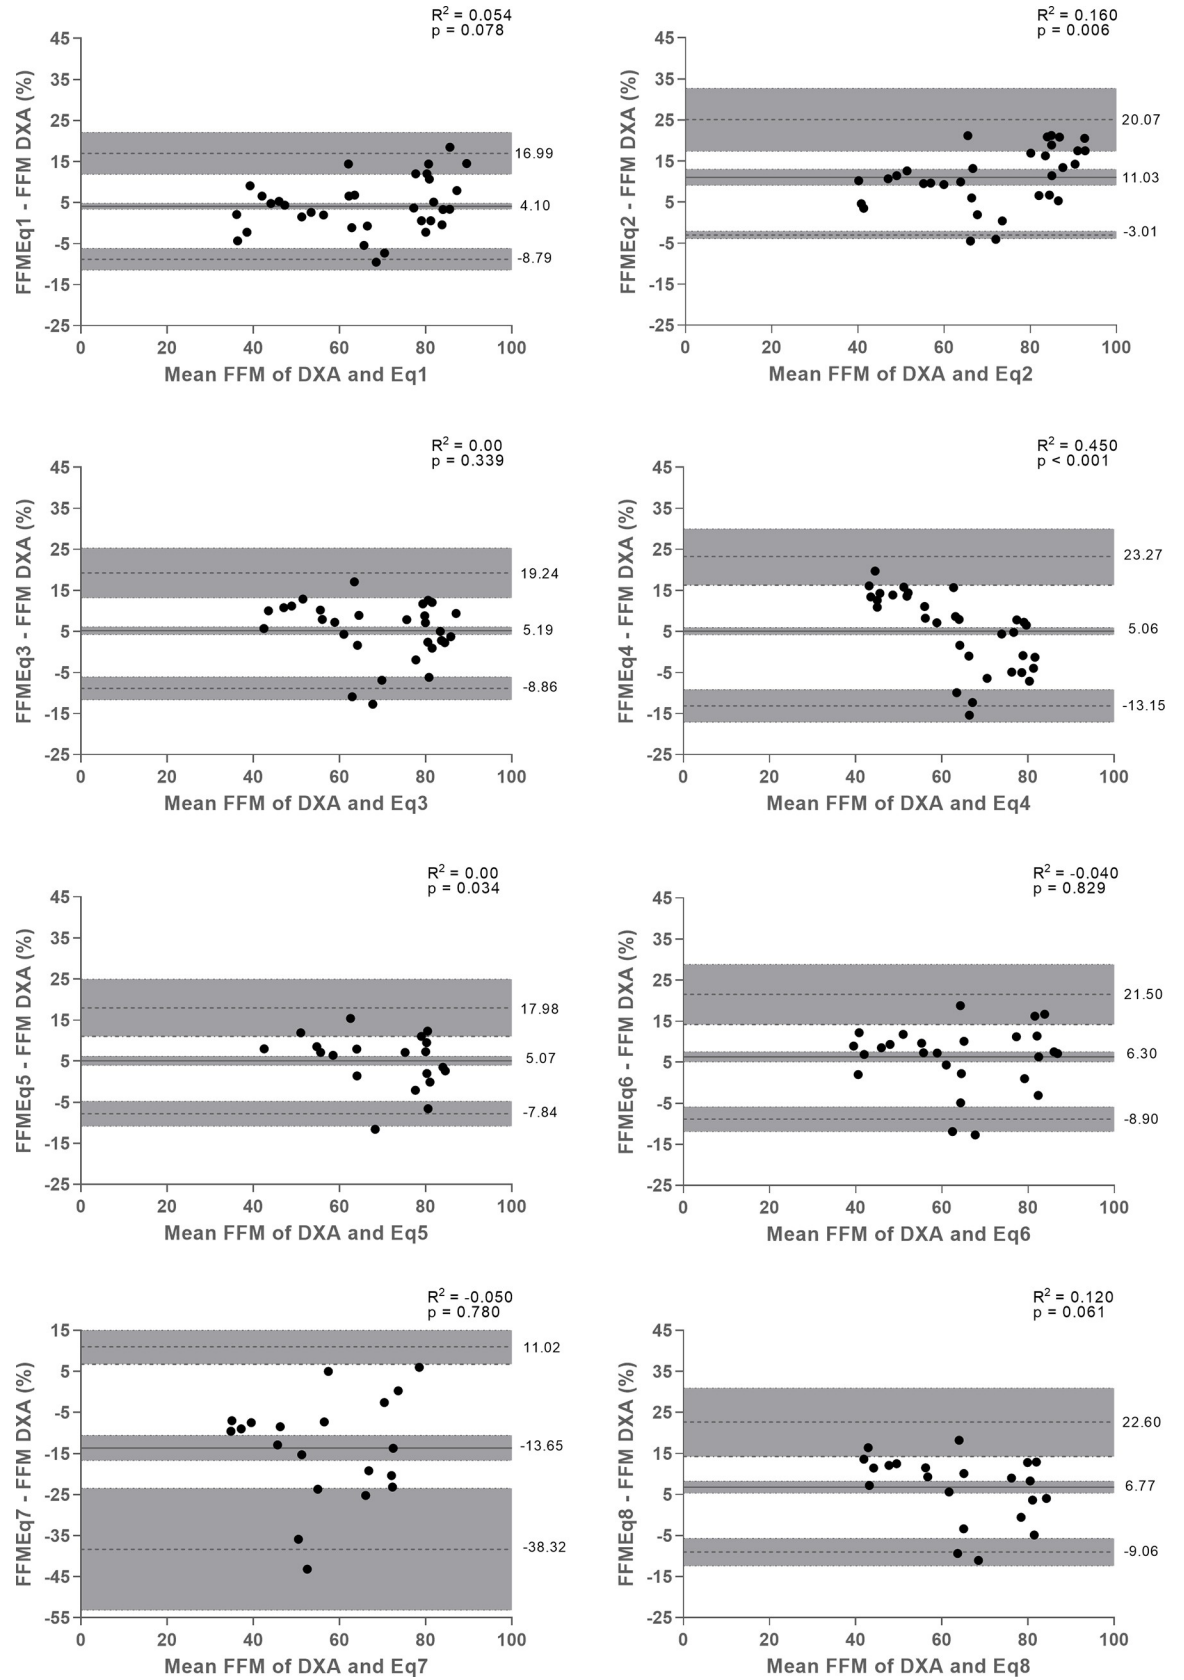 R² = 0.054
p = 0.078
45
35
25
15
5
-5
-15
-25
FFMEq1 - FFM DXA (%)
16.99
4.10
-8.79
0 20 40 60 80 100
Mean FFM of DXA and Eq1
R² = 0.160
p = 0.006
45
35
25
15
5
-5
-15
-25
FFMEq2 - FFM DXA (%)
20.07
11.03
-3.01
0 20 40 60 80 100
Mean FFM of DXA and Eq2
R² = 0.00
p = 0.339
45
35
25
15
5
-5
-15
-25
FFMEq3 - FFM DXA (%)
19.24
5.19
-8.86
0 20 40 60 80 100
Mean FFM of DXA and Eq3
R² = 0.450
p < 0.001
45
35
25
15
5
-5
-15
-25
FFMEq4 - FFM DXA (%)
23.27
5.06
-13.15
0 20 40 60 80 100
Mean FFM of DXA and Eq4
R² = 0.00
p = 0.034
45
35
25
15
5
-5
-15
-25
FFMEq5 - FFM DXA (%)
17.98
5.07
-7.84
0 20 40 60 80 100
Mean FFM of DXA and Eq5
R² = -0.040
p = 0.829
45
35
25
15
5
-5
-15
-25
FFMEq6 - FFM DXA (%)
21.50
6.30
-8.90
0 20 40 60 80 100
Mean FFM of DXA and Eq6
R² = -0.050
p = 0.780
15
5
-5
-15
-25
-35
-45
-55
FFMEq7 - FFM DXA (%)
11.02
-13.65
-38.32
0 20 40 60 80 100
Mean FFM of DXA and Eq7
R² = 0.120
p = 0.061
45
35
25
15
5
-5
-15
-25
FFMEq8 - FFM DXA (%)
22.60
6.77
-9.06
0 20 40 60 80 100
Mean FFM of DXA and Eq8